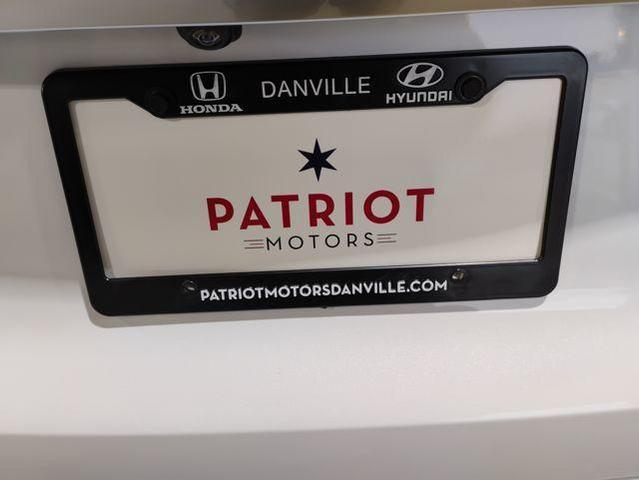 HONDA DANVILLE HYUNDAI
PATRIOT
MOTORS
PATRIOTMOTORSDANVILLE.COM